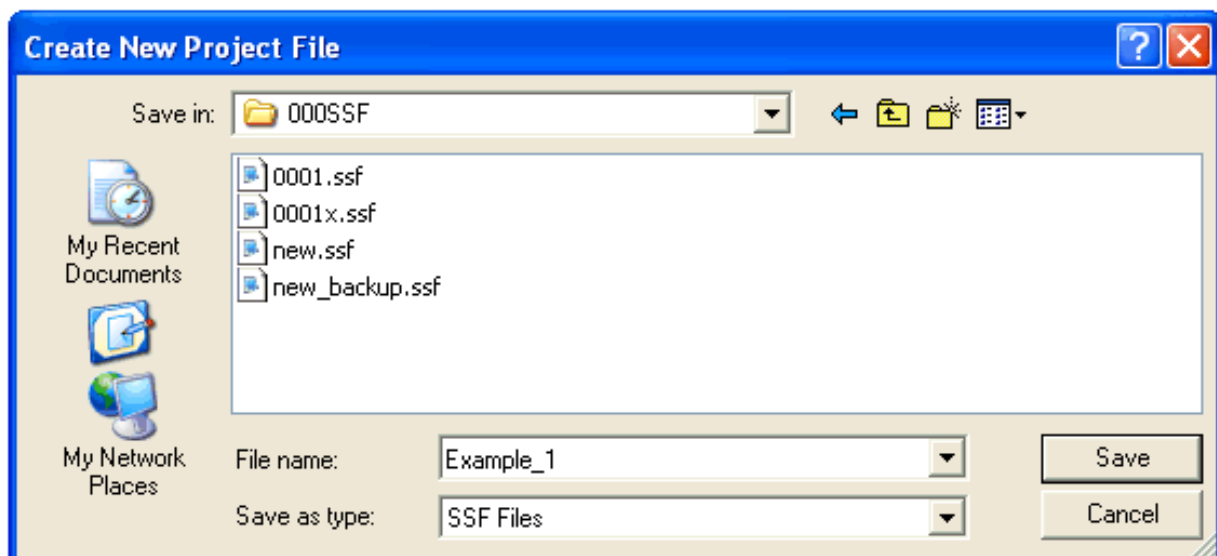 Create New Project File
?
Save in: 000SSF
0001.ssf
0001x.ssf
new.ssf
new_backup.ssf
My Recent
Documents
My Network
Places
File name: Example_1
Save
Save as type: SSF Files
Cancel